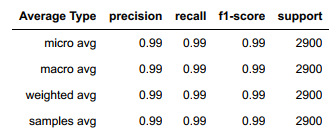 Average Type precision recall f1-score support
micro avg 0.99 0.99 0.99 2900
macro avg 0.99 0.99 0.99 2900
weighted avg 0.99 0.99 0.99 2900
samples avg 0.99 0.99 0.99 2900